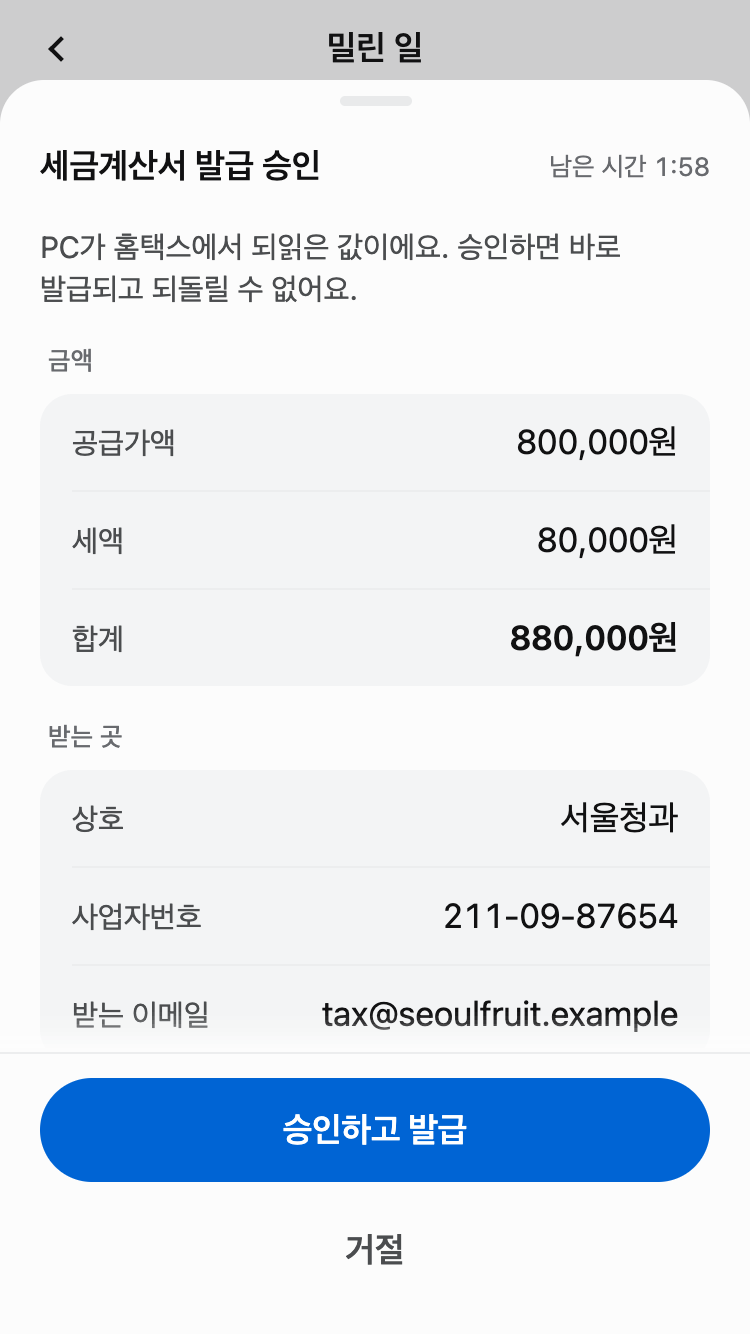 밀린 일
세금계산서 발급 승인
남은 시간 1:58
PC가 홈택스에서 되읽은 값이에요. 승인하면 바로
발급되고 되돌릴 수 없어요.
금액
공급가액 800,000원
세액 80,000원
합계 880,000원
받는 곳
상호 서울청과
사업자번호 211-09-87654
받는 이메일 tax@seoulfruit.example
승인하고 발급
거절